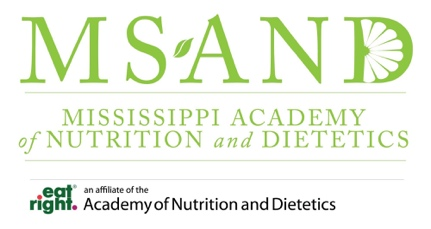 MSAND
MISSISSIPPI ACADEMY
of NUTRITION and DIETETICS
eat
right.
an affiliate of the
Academy of Nutrition and Dietetics